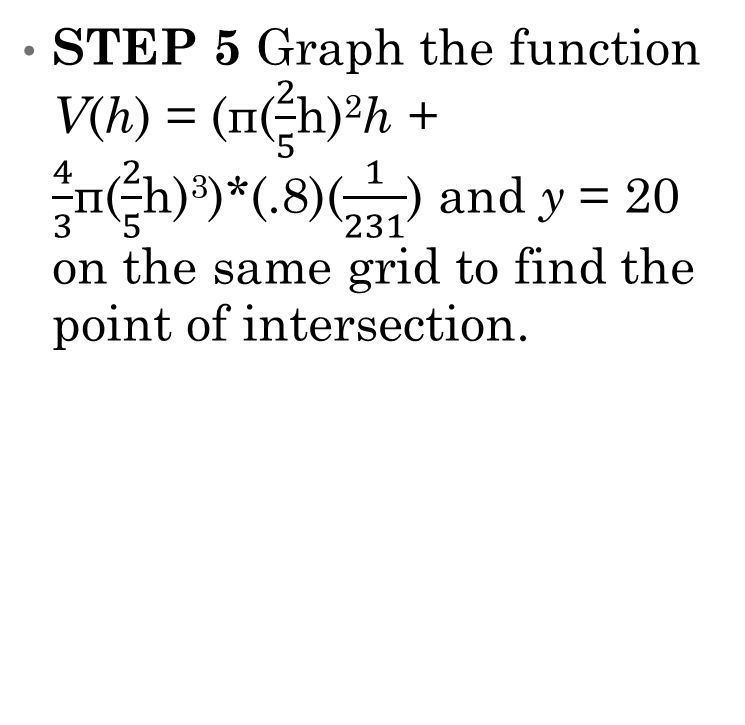 • STEP 5 Graph the function
V(h) = (π(2/5h)²h +
4/3π(2/5h)³)*(.8)(1/231) and y = 20
on the same grid to find the
point of intersection.